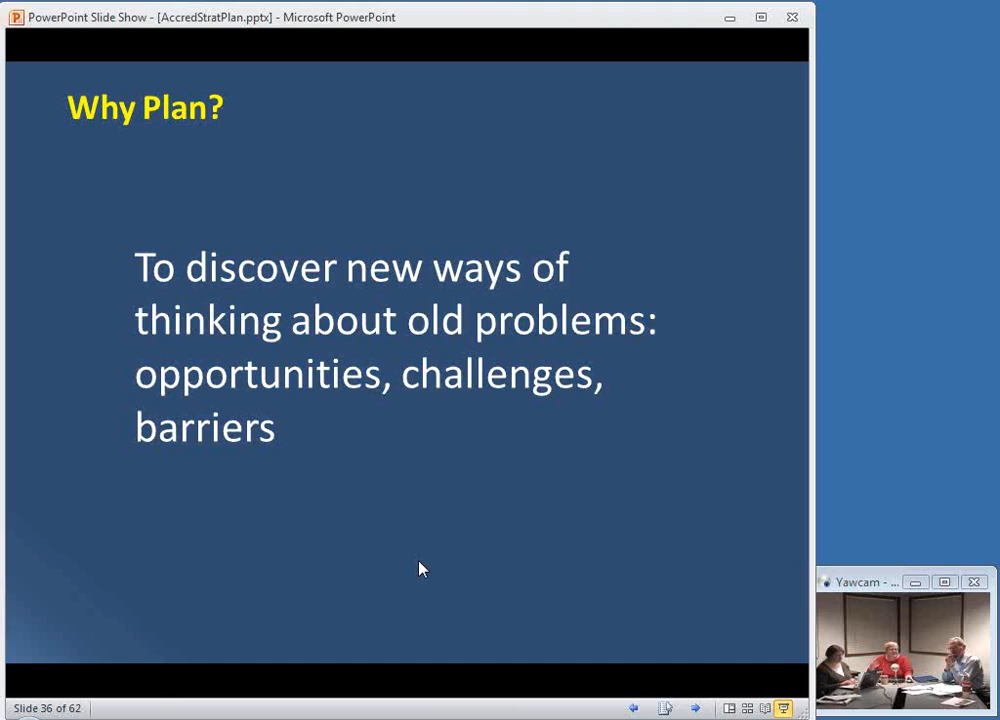 PowerPoint Slide Show - [AccredStratPlan.pptx] - Microsoft PowerPoint
Why Plan?
To discover new ways of
thinking about old problems:
opportunities, challenges,
barriers
Yawcam - ...
Slide 36 of 62